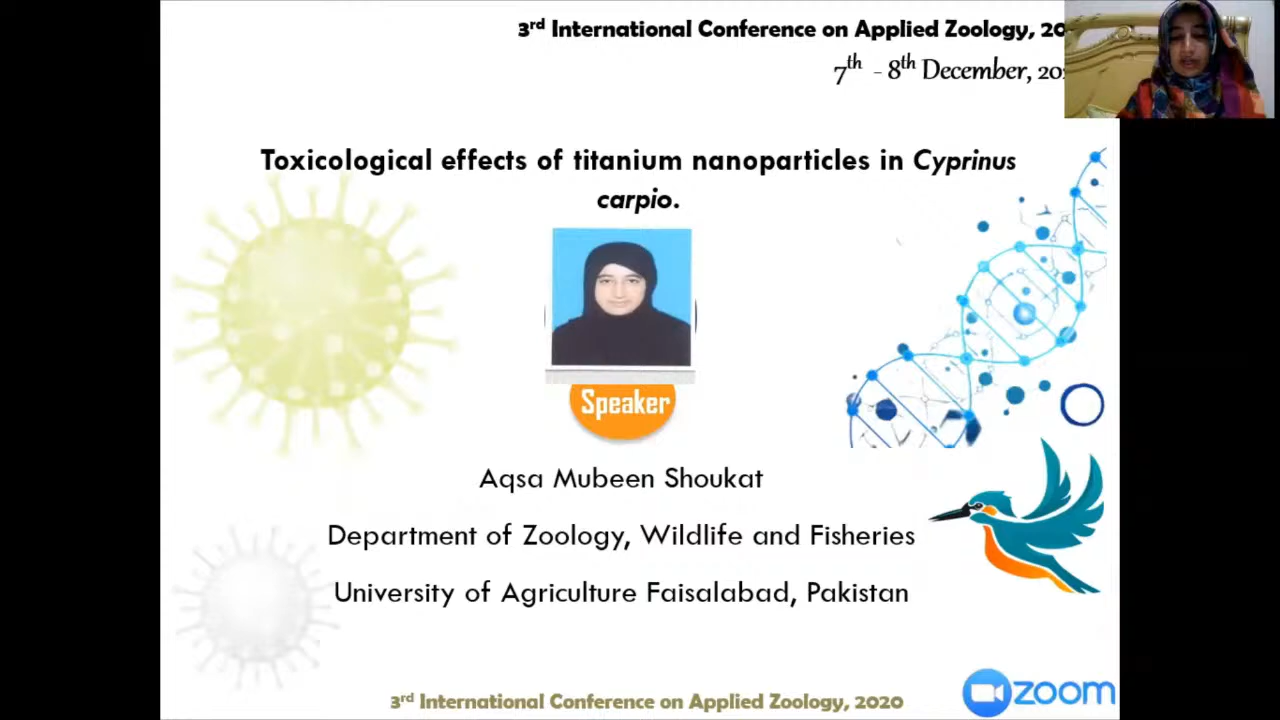 3rd International Conference on Applied Zoology, 20
7th - 8th December, 20
Toxicological effects of titanium nanoparticles in Cyprinus
carpio.
Speaker
Aqsa Mubeen Shoukat
Department of Zoology, Wildlife and Fisheries
University of Agriculture Faisalabad, Pakistan
3rd International Conference on Applied Zoology, 2020
zoom